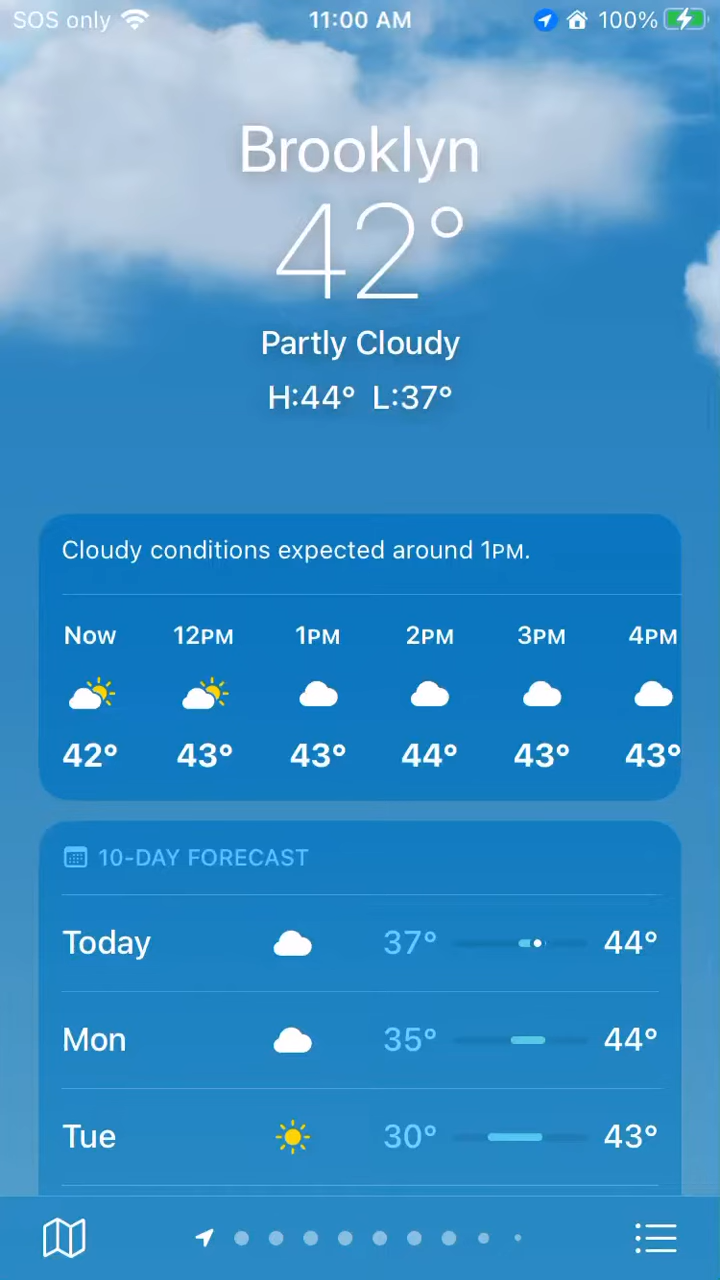 SOS only 11:00 AM 100%
Brooklyn
42°
Partly Cloudy
H:44° L:37°
Cloudy conditions expected around 1PM.
Now 12PM 1PM 2PM 3PM 4PM
42° 43° 43° 44° 43° 43°
10-DAY FORECAST
Today 37° 44°
Mon 35° 44°
Tue 30° 43°